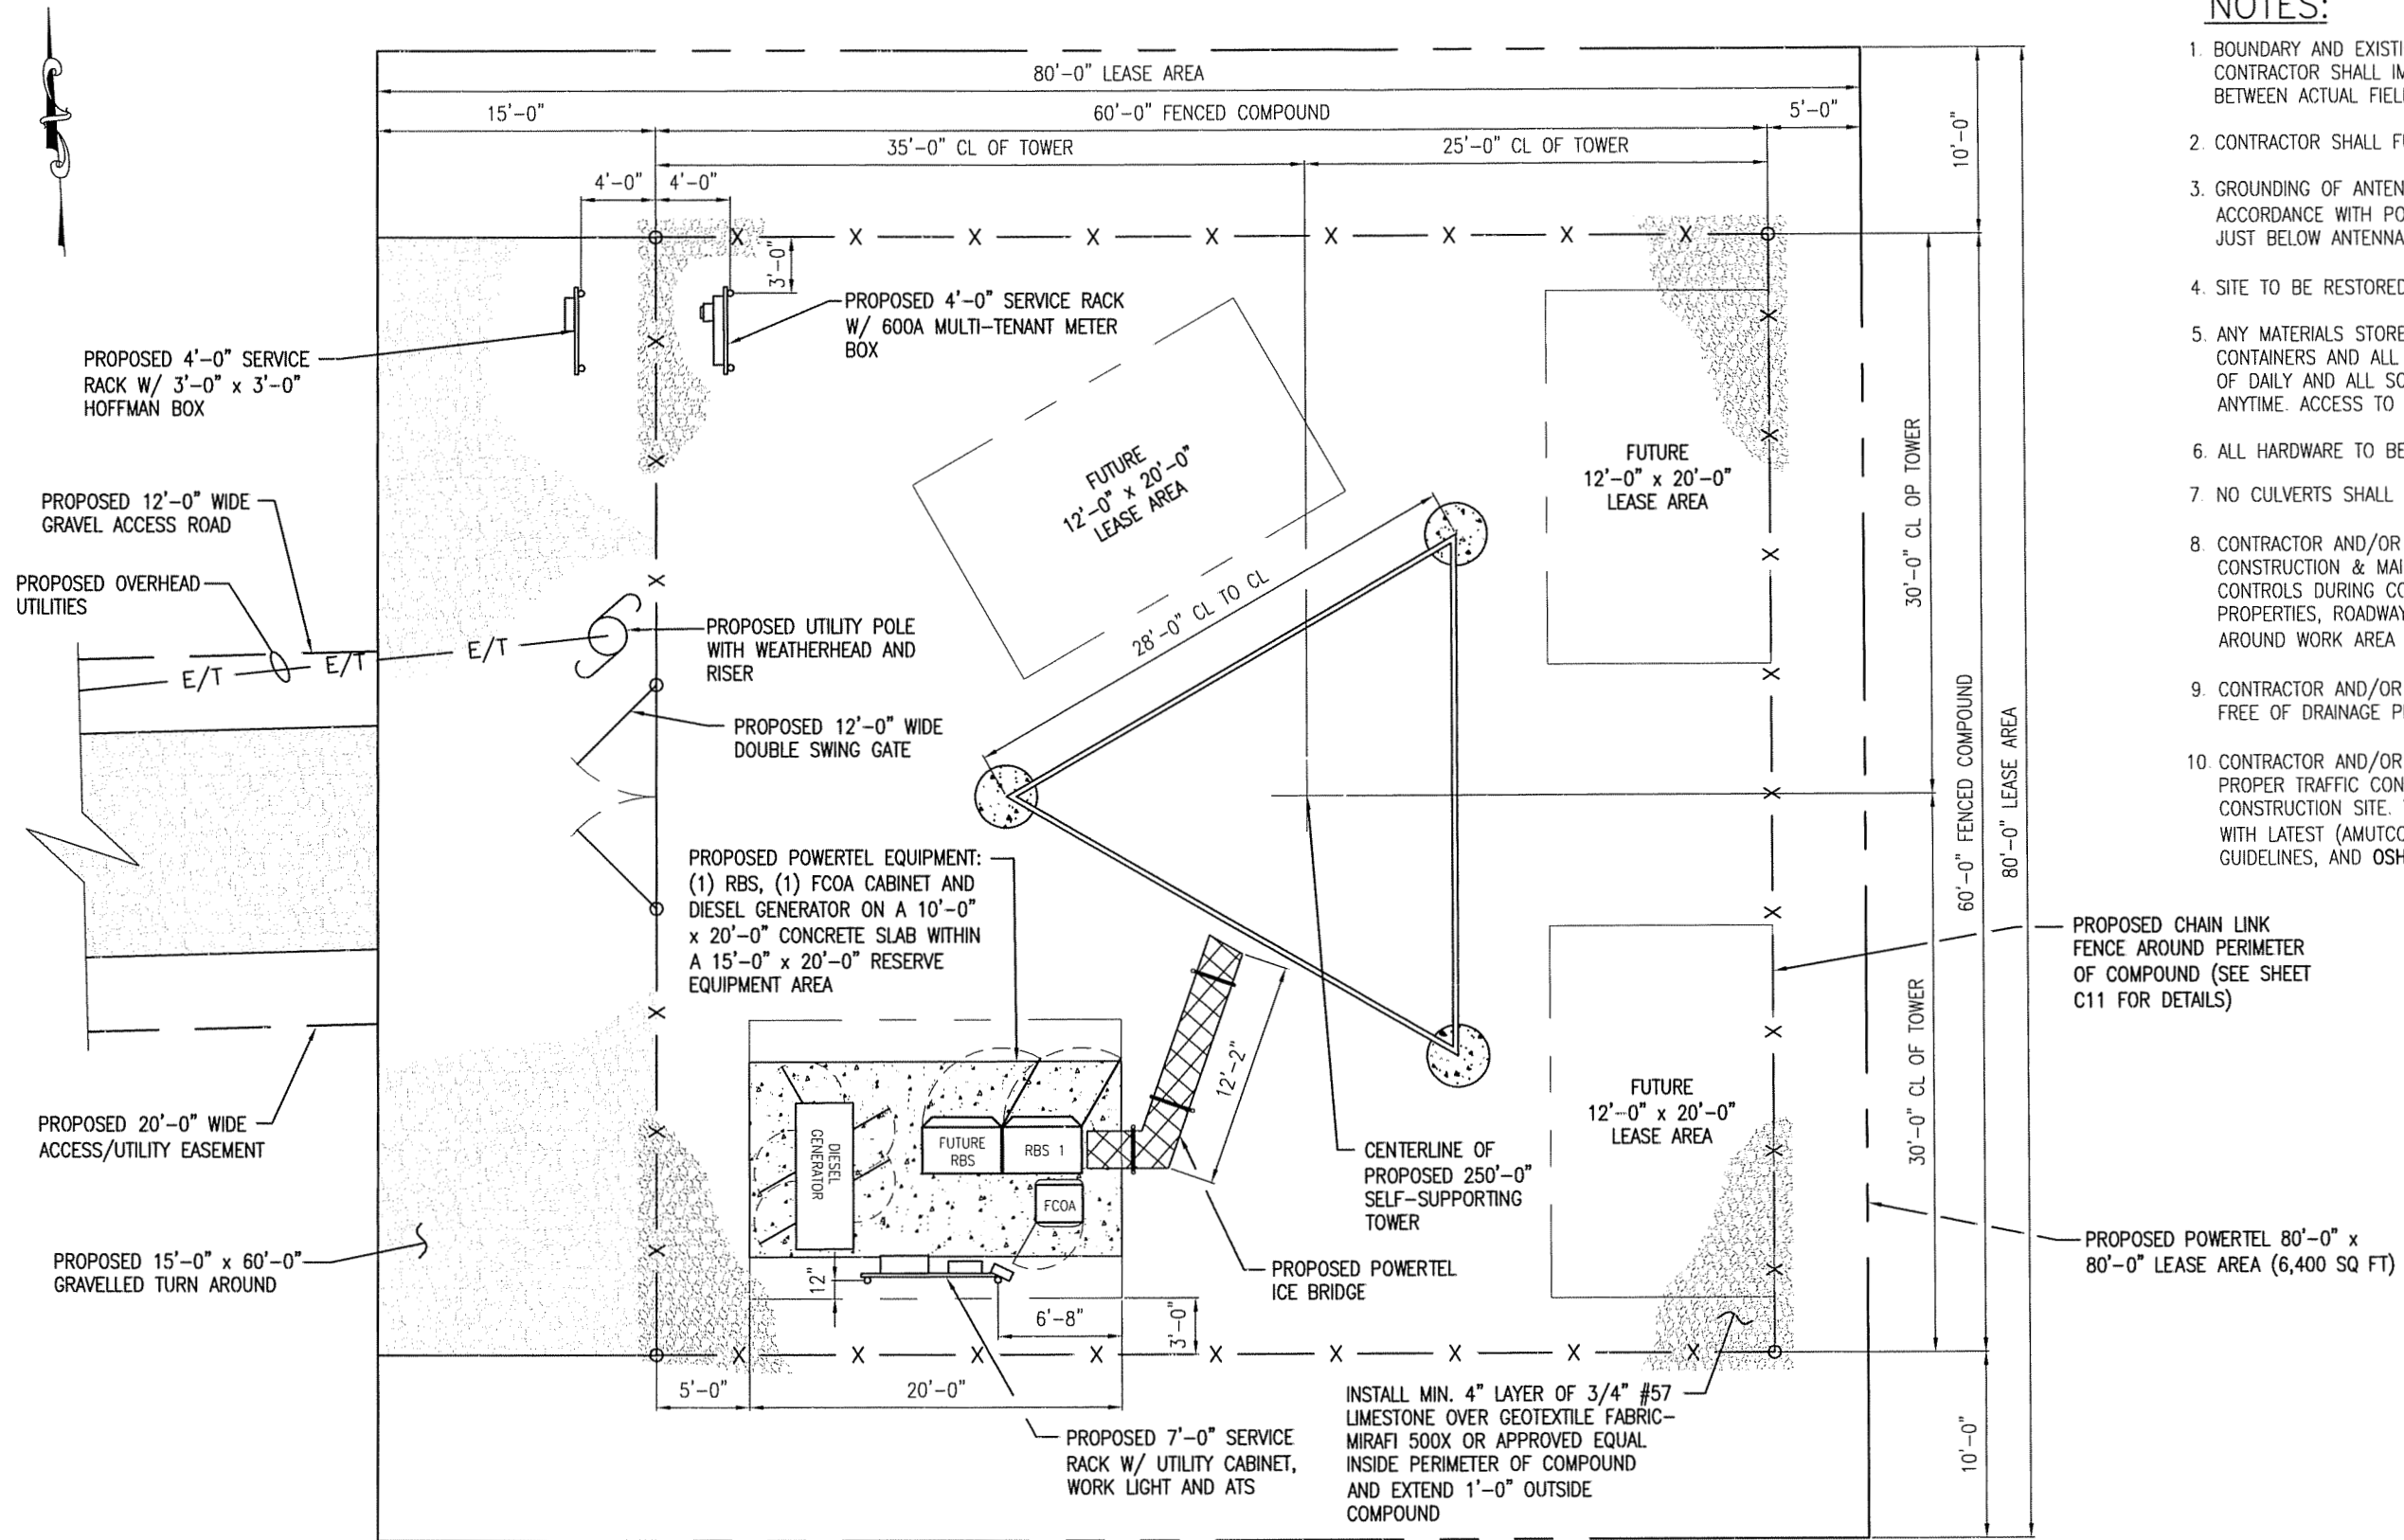 NOTES:
1. BOUNDARY AND EXISTI
CONTRACTOR SHALL IM
BETWEEN ACTUAL FIEL
2. CONTRACTOR SHALL F
3. GROUNDING OF ANTEN
ACCORDANCE WITH PO
JUST BELOW ANTENNA
4. SITE TO BE RESTORED
5. ANY MATERIALS STORE
CONTAINERS AND ALL
OF DAILY AND ALL SC
ANYTIME. ACCESS TO
6. ALL HARDWARE TO BE
7. NO CULVERTS SHALL
8. CONTRACTOR AND/OR
CONSTRUCTION & MAI
CONTROLS DURING CO
PROPERTIES, ROADWAY
AROUND WORK AREA
9. CONTRACTOR AND/OR
FREE OF DRAINAGE P
10. CONTRACTOR AND/OR
PROPER TRAFFIC CON
CONSTRUCTION SITE.
WITH LATEST (AMUTCO
GUIDELINES, AND OSH
80'-0" LEASE AREA
15'-0"
60'-0" FENCED COMPOUND
5'-0"
35'-0" CL OF TOWER
25'-0" CL OF TOWER
10'-0"
4'-0"
4'-0"
3'-0"
X X X X X X X X X
PROPOSED 4'-0" SERVICE RACK
W/ 600A MULTI-TENANT METER
BOX
PROPOSED 4'-0" SERVICE
RACK W/ 3'-0" x 3'-0"
HOFFMAN BOX
FUTURE
12'-0" x 20'-0"
LEASE AREA
FUTURE
12'-0" x 20'-0"
LEASE AREA
30'-0" CL OP TOWER
PROPOSED 12'-0" WIDE
GRAVEL ACCESS ROAD
PROPOSED OVERHEAD
UTILITIES
E/T
E/T
E/T
28'-0" CL TO CL
PROPOSED UTILITY POLE
WITH WEATHERHEAD AND
RISER
PROPOSED 12'-0" WIDE
DOUBLE SWING GATE
60'-0" FENCED COMPOUND
80'-0" LEASE AREA
PROPOSED POWERTEL EQUIPMENT:
(1) RBS, (1) FCOA CABINET AND
DIESEL GENERATOR ON A 10'-0"
x 20'-0" CONCRETE SLAB WITHIN
A 15'-0" x 20'-0" RESERVE
EQUIPMENT AREA
PROPOSED CHAIN LINK
FENCE AROUND PERIMETER
OF COMPOUND (SEE SHEET
C11 FOR DETAILS)
12'-2"
30'-0" CL OF TOWER
FUTURE
12'-0" x 20'-0"
LEASE AREA
DIESEL
GENERATOR
FUTURE
RBS
RBS 1
FCOA
PROPOSED 20'-0" WIDE
ACCESS/UTILITY EASEMENT
CENTERLINE OF
PROPOSED 250'-0"
SELF-SUPPORTING
TOWER
PROPOSED 15'-0" x 60'-0"
GRAVELLED TURN AROUND
PROPOSED POWERTEL
ICE BRIDGE
PROPOSED POWERTEL 80'-0" x
80'-0" LEASE AREA (6,400 SQ FT)
12"
6'-8"
3'-0"
X X X X X X X X X
5'-0"
20'-0"
PROPOSED 7'-0" SERVICE
RACK W/ UTILITY CABINET,
WORK LIGHT AND ATS
INSTALL MIN. 4" LAYER OF 3/4" #57
LIMESTONE OVER GEOTEXTILE FABRIC-
MIRAFI 500X OR APPROVED EQUAL
INSIDE PERIMETER OF COMPOUND
AND EXTEND 1'-0" OUTSIDE
COMPOUND
10'-0"